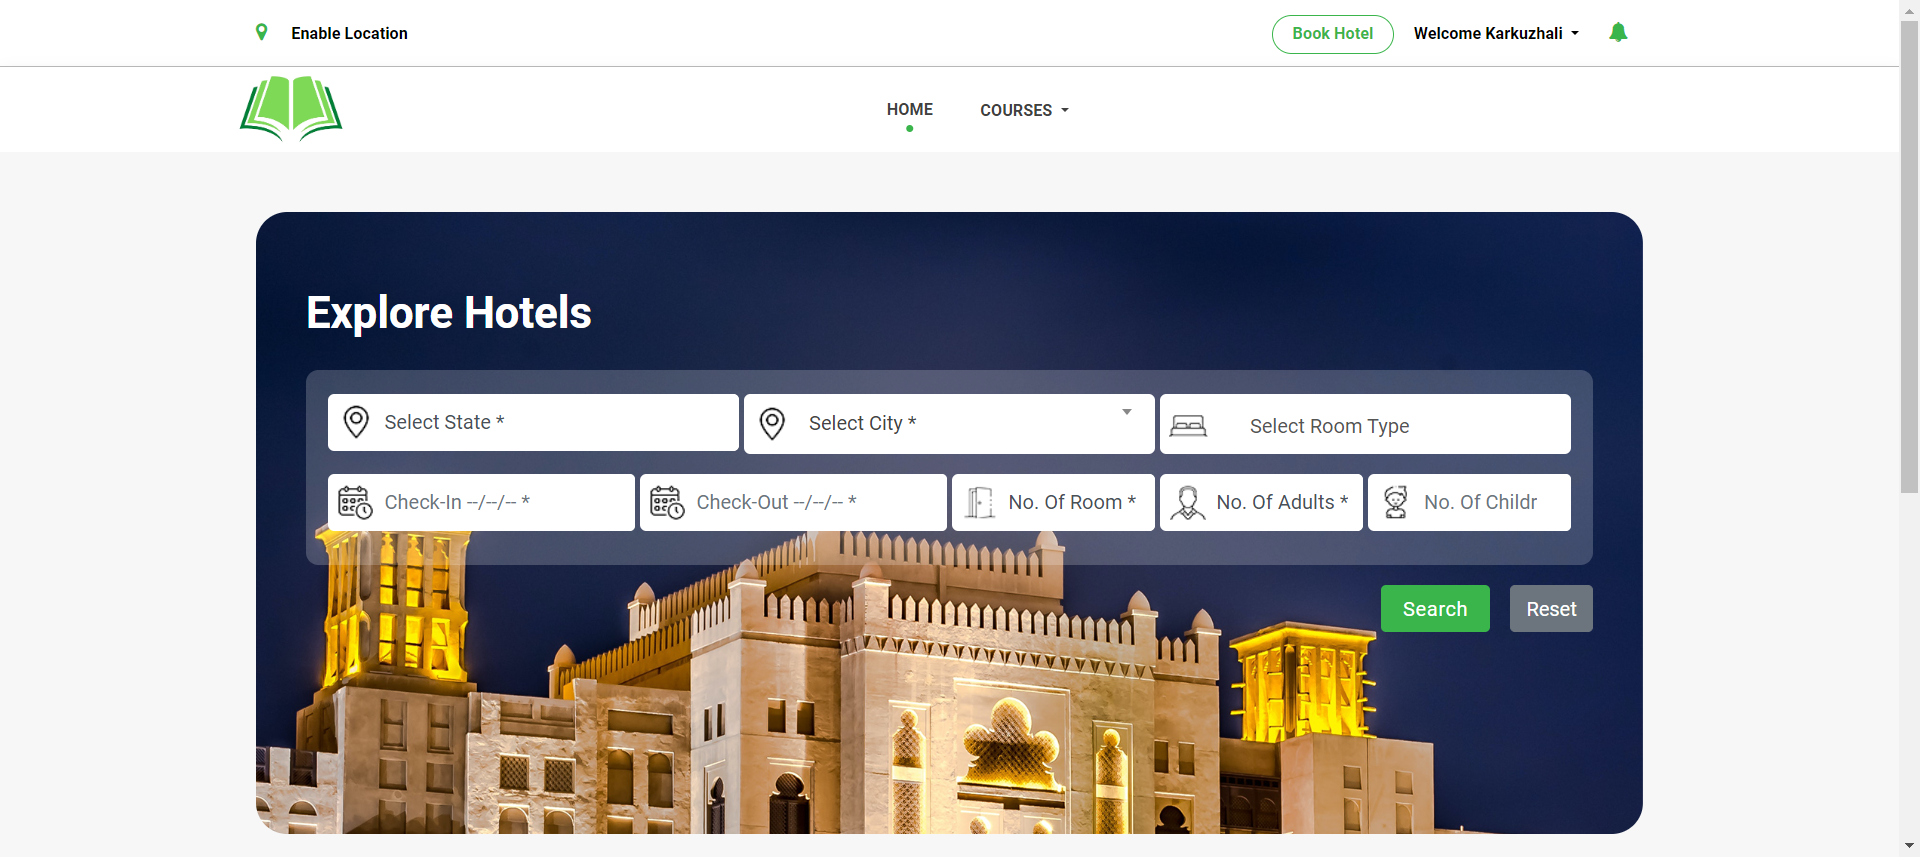 Enable Location
Book Hotel
Welcome Karkuzhali
HOME
COURSES
Explore Hotels
Select State *
Select City *
Select Room Type
Check-In --/--/-- *
Check-Out --/--/-- *
No. Of Room *
No. Of Adults *
No. Of Childr
Search
Reset